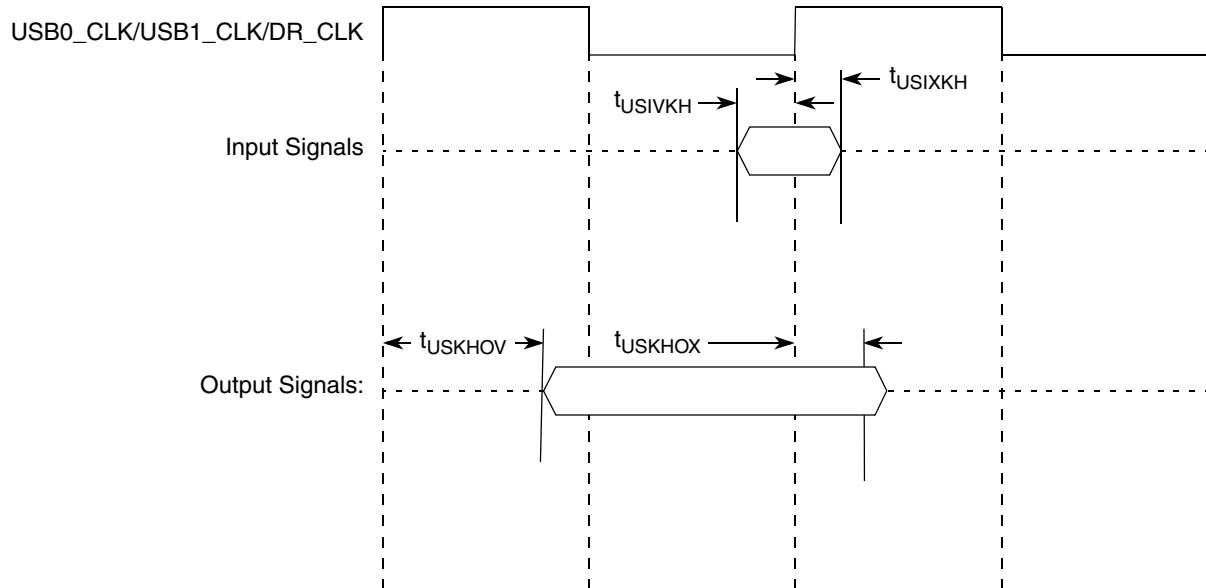 USB0_CLK/USB1_CLK/DR_CLK
tUSIXKH
tUSIVKH
Input Signals
tUSKHOV
tUSKHOX
Output Signals: